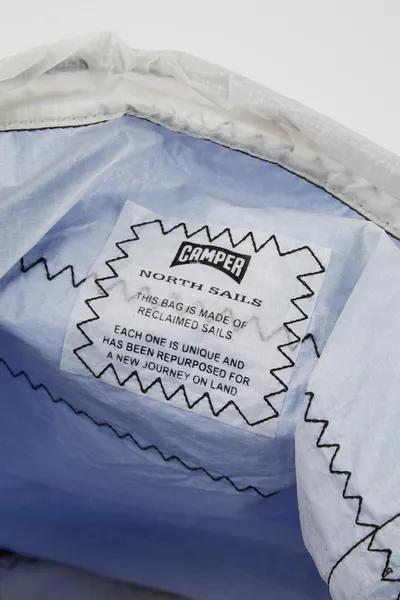 CAMPER
NORTH SAILS
THIS BAG IS MADE OF
RECLAIMED SAILS
EACH ONE IS UNIQUE AND
HAS BEEN REPURPOSED FOR
A NEW JOURNEY ON LAND